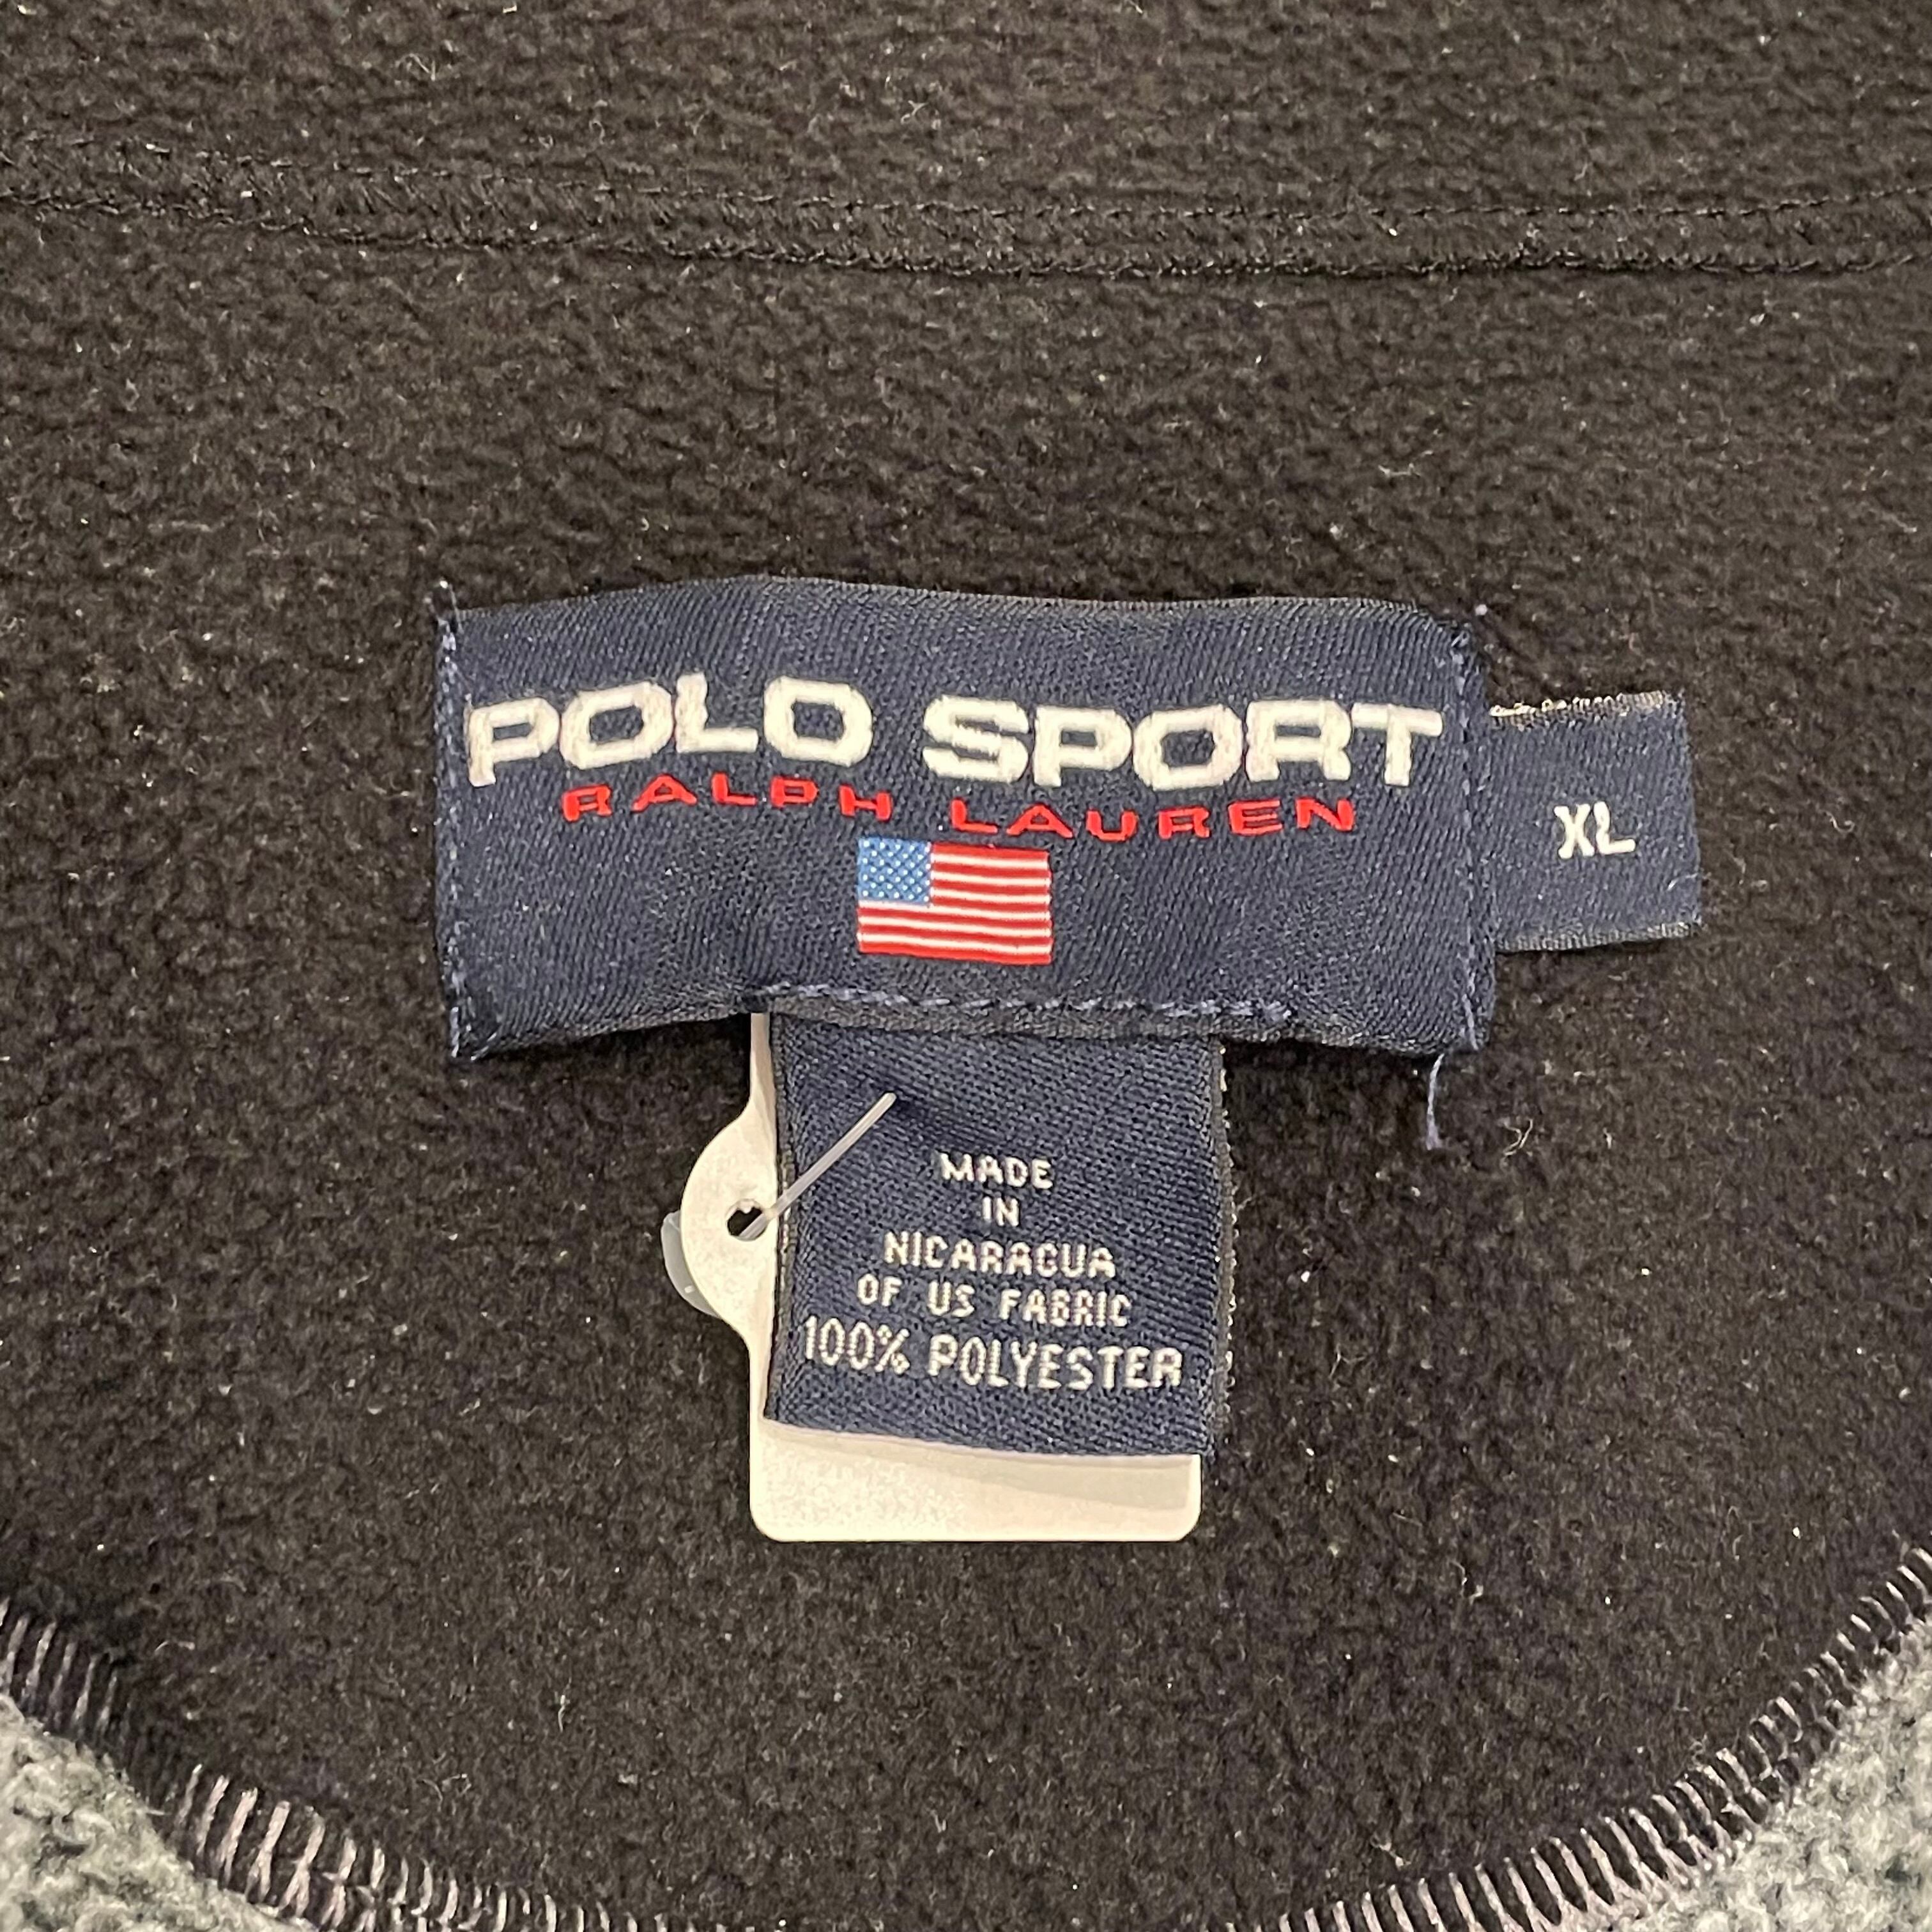 POLO SPORT
RALPH LAUREN
XL
MADE
IN
NICARAGUA
OF US FABRIC
100% POLYESTER